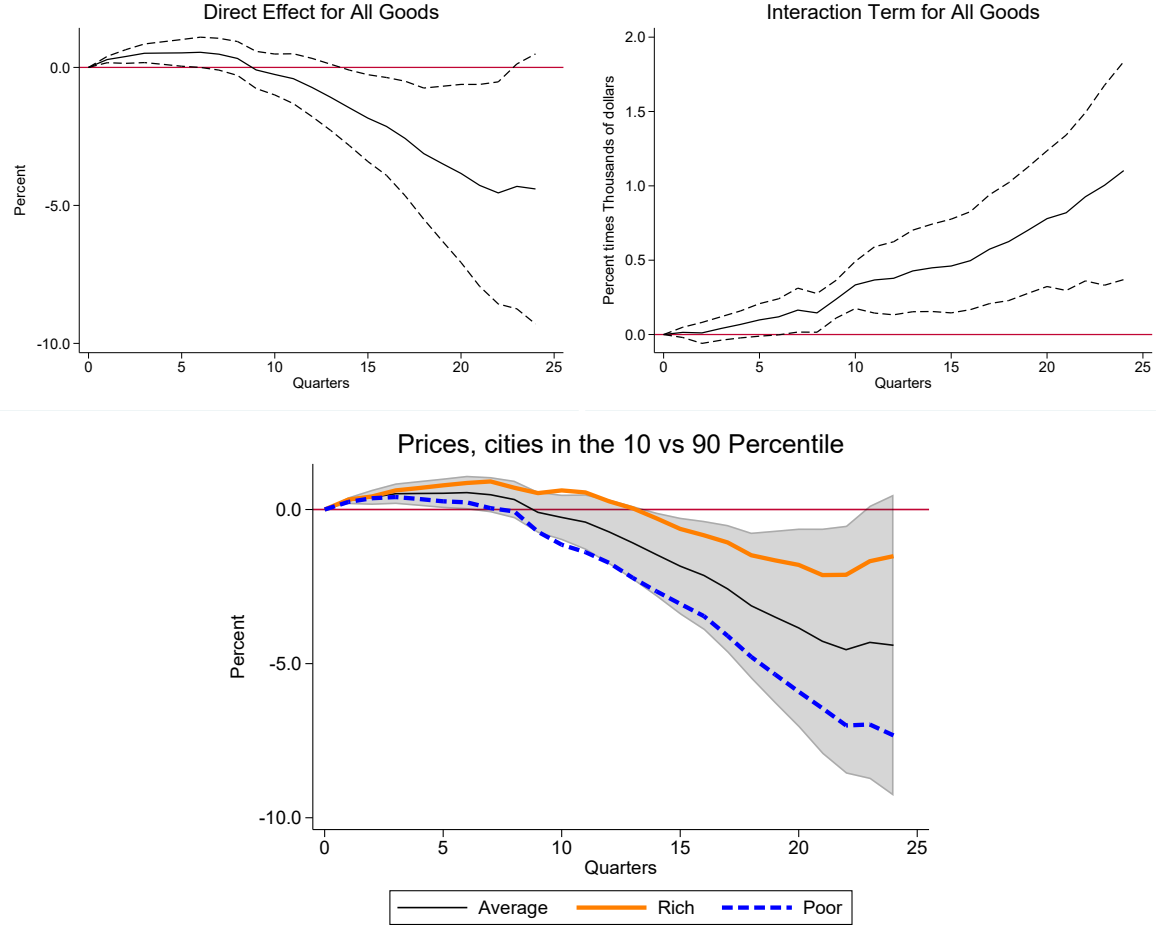 Direct Effect for All Goods
Percent
0.0
-5.0
-10.0
0 5 10 15 20 25
Quarters
Interaction Term for All Goods
Percent times Thousands of dollars
2.0
1.5
1.0
0.5
0.0
0 5 10 15 20 25
Quarters
Prices, cities in the 10 vs 90 Percentile
Percent
0.0
-5.0
-10.0
0 5 10 15 20 25
Quarters
Average Rich Poor